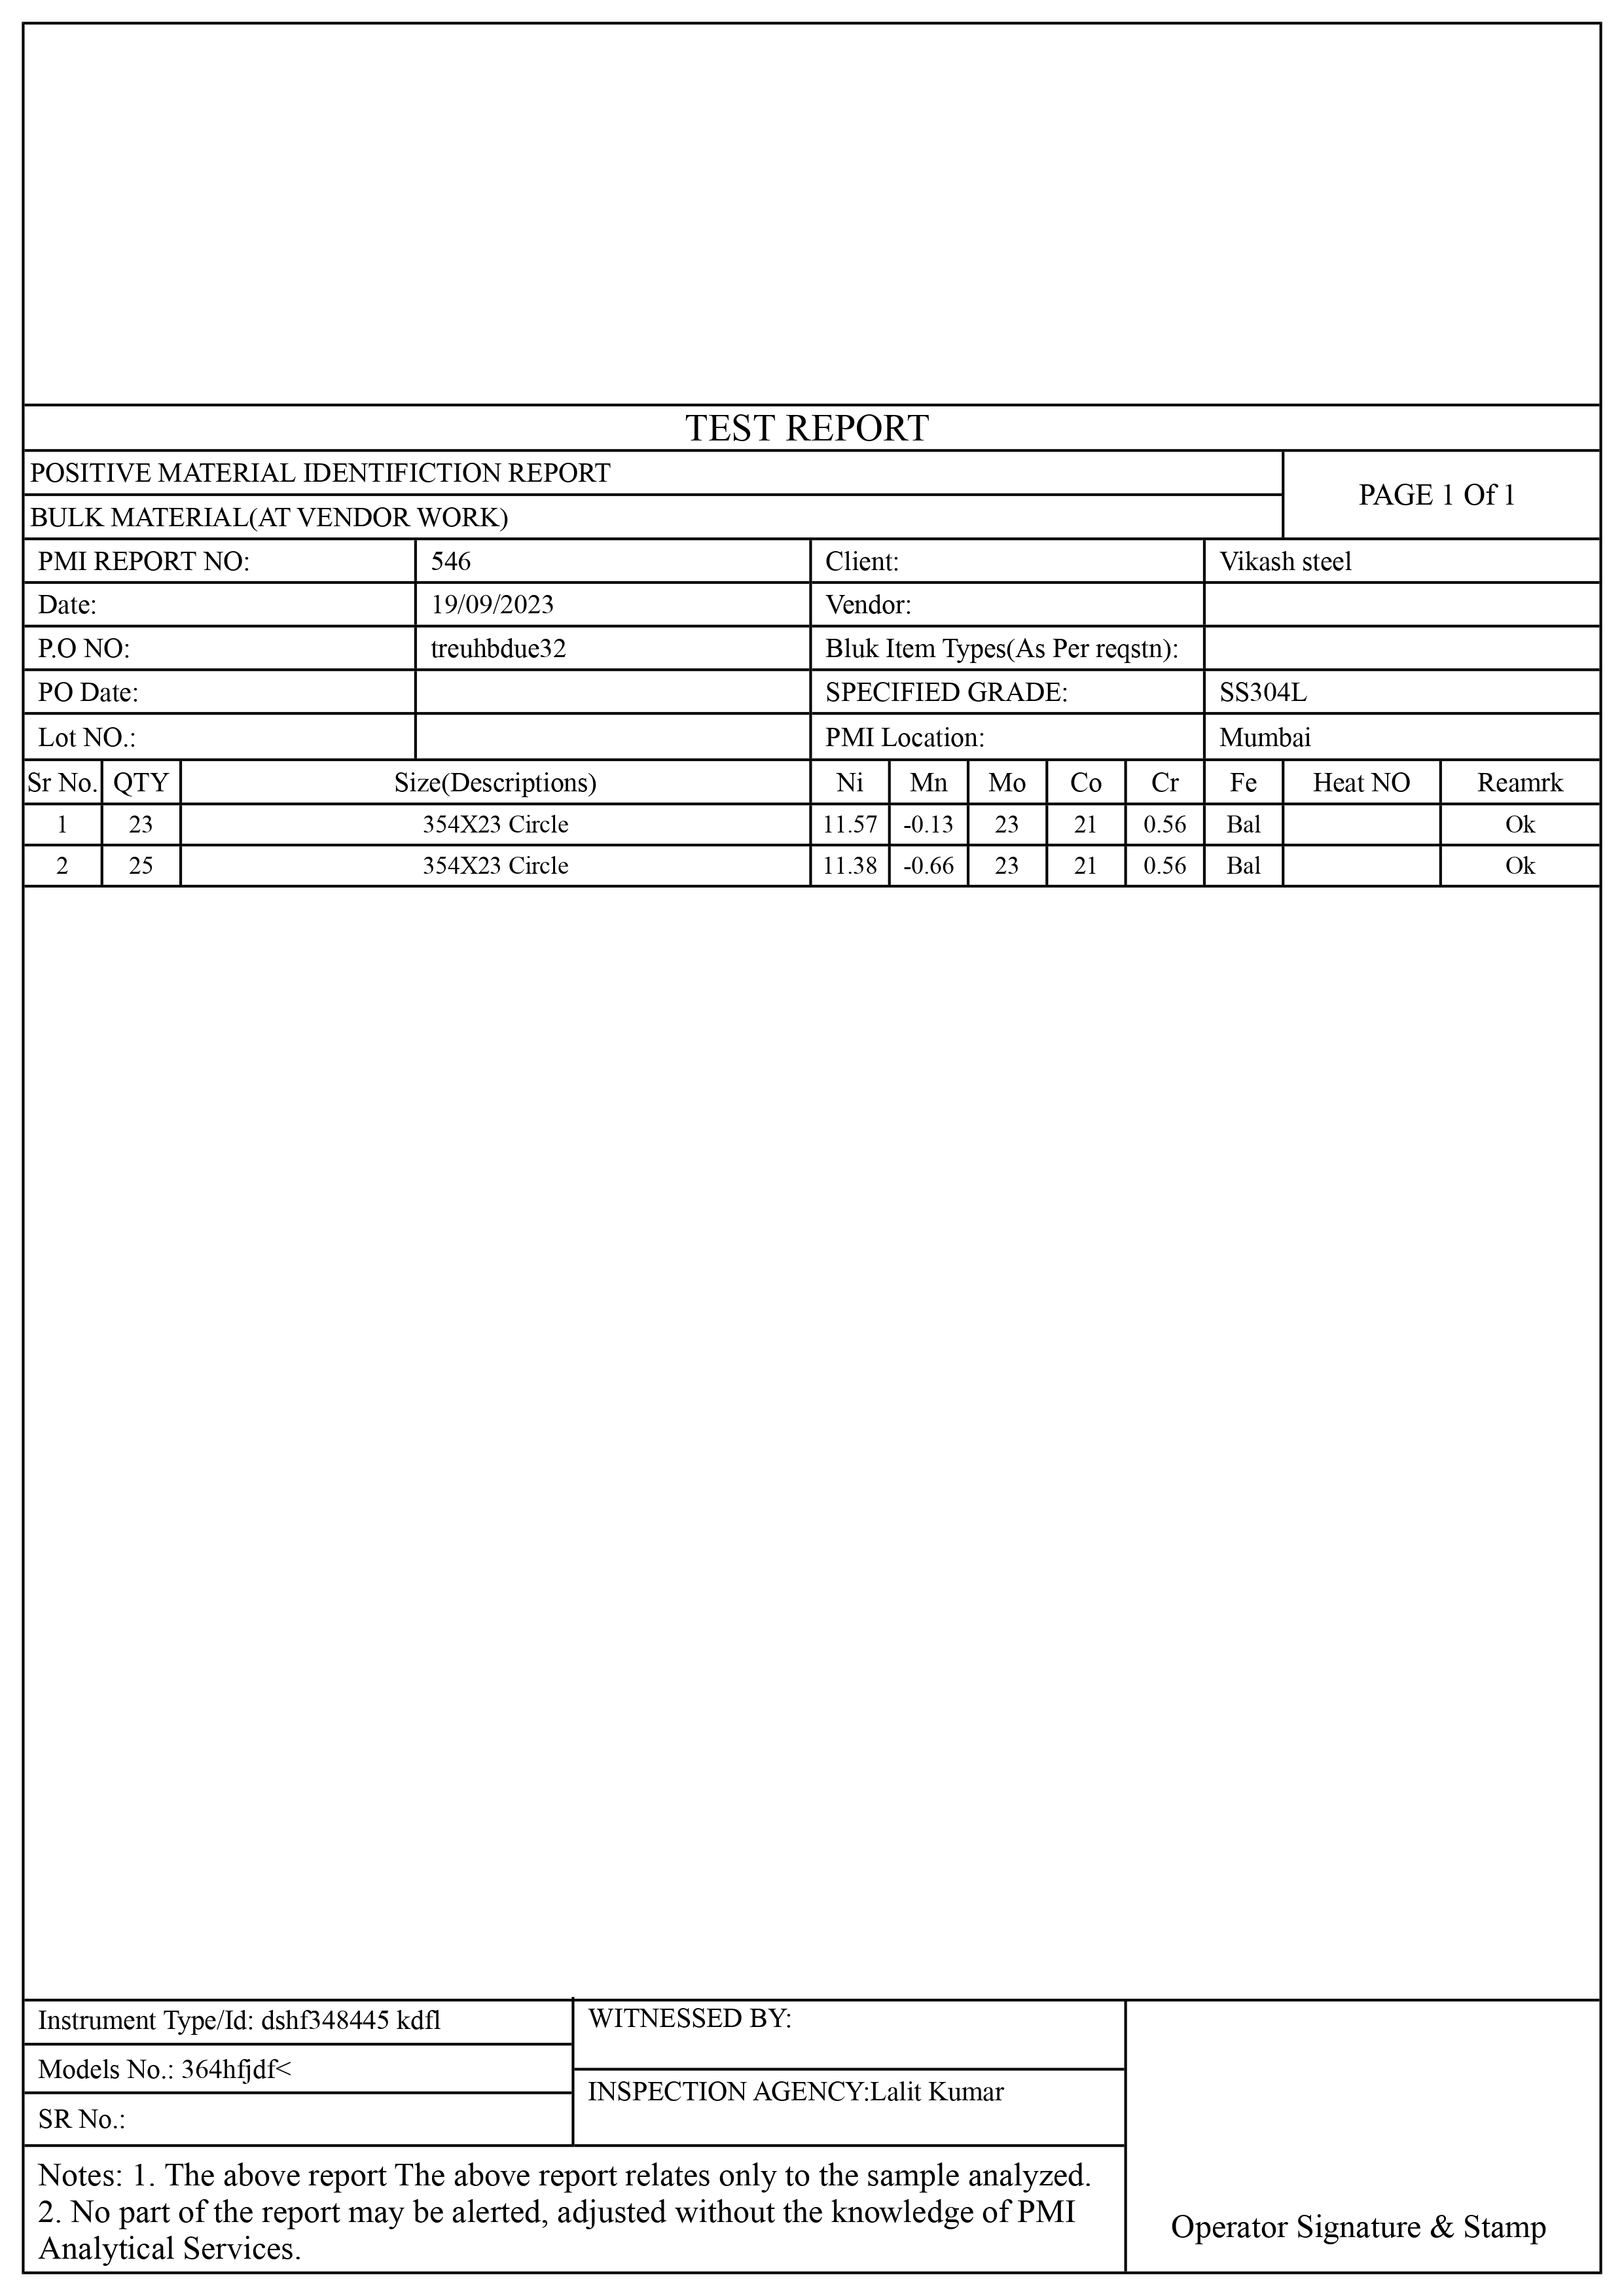 TEST REPORT
POSITIVE MATERIAL IDENTIFICTION REPORT
PAGE 1 Of 1
BULK MATERIAL(AT VENDOR WORK)
PMI REPORT NO: 546 Client: Vikash steel
Date: 19/09/2023 Vendor:
P.O NO: treuhbdue32 Bluk Item Types(As Per reqstn):
PO Date: SPECIFIED GRADE: SS304L
Lot NO.: PMI Location: Mumbai
Sr No. QTY Size(Descriptions) Ni Mn Mo Co Cr Fe Heat NO Reamrk
1 23 354X23 Circle 11.57 -0.13 23 21 0.56 Bal Ok
2 25 354X23 Circle 11.38 -0.66 23 21 0.56 Bal Ok
Instrument Type/Id: dshf348445 kdfl
Models No.: 364hfjdf<
SR No.:
WITNESSED BY:
INSPECTION AGENCY:Lalit Kumar
Notes: 1. The above report The above report relates only to the sample analyzed.
2. No part of the report may be alerted, adjusted without the knowledge of PMI
Analytical Services.
Operator Signature & Stamp